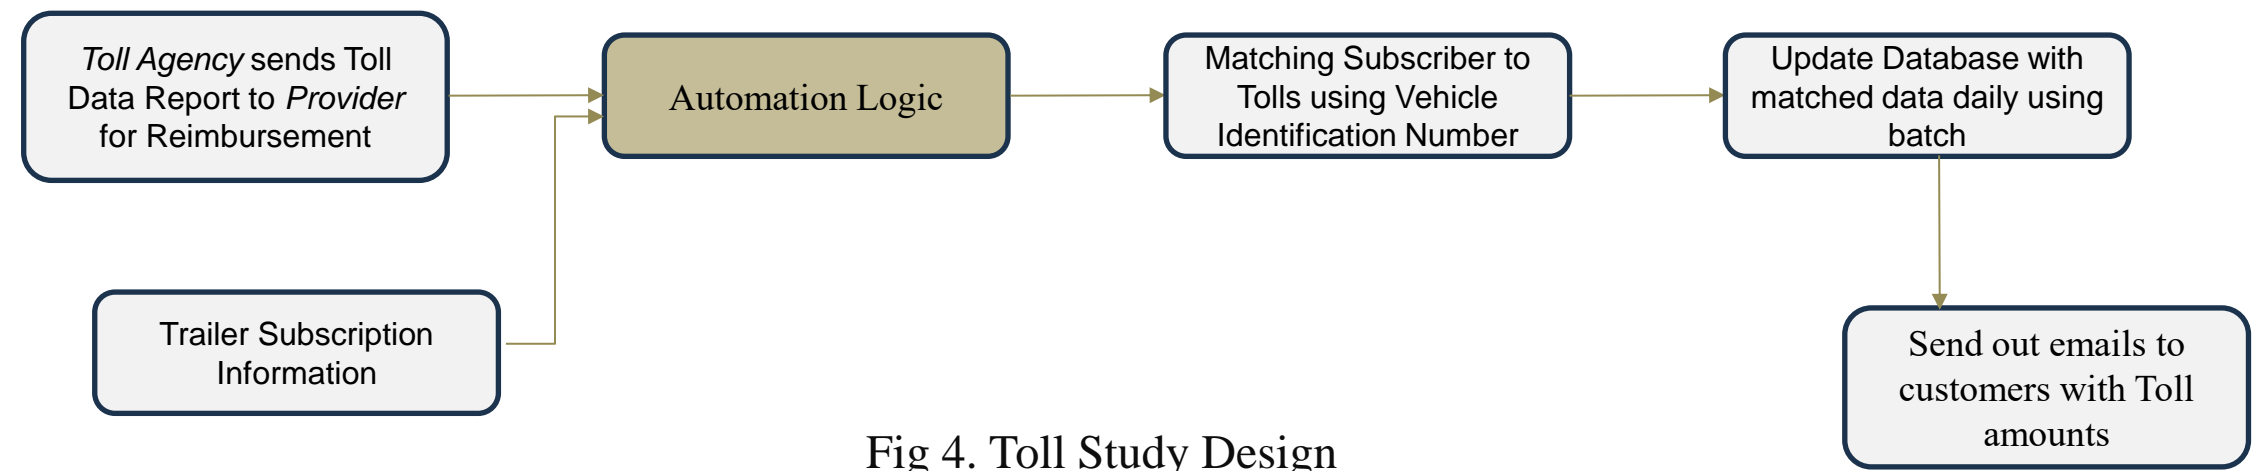 Toll Agency sends Toll
Data Report to Provider
for Reimbursement
Automation Logic
Matching Subscriber to
Tolls using Vehicle
Identification Number
Update Database with
matched data daily using
batch
Trailer Subscription
Information
Send out emails to
customers with Toll
amounts
Fig 4. Toll Study Design